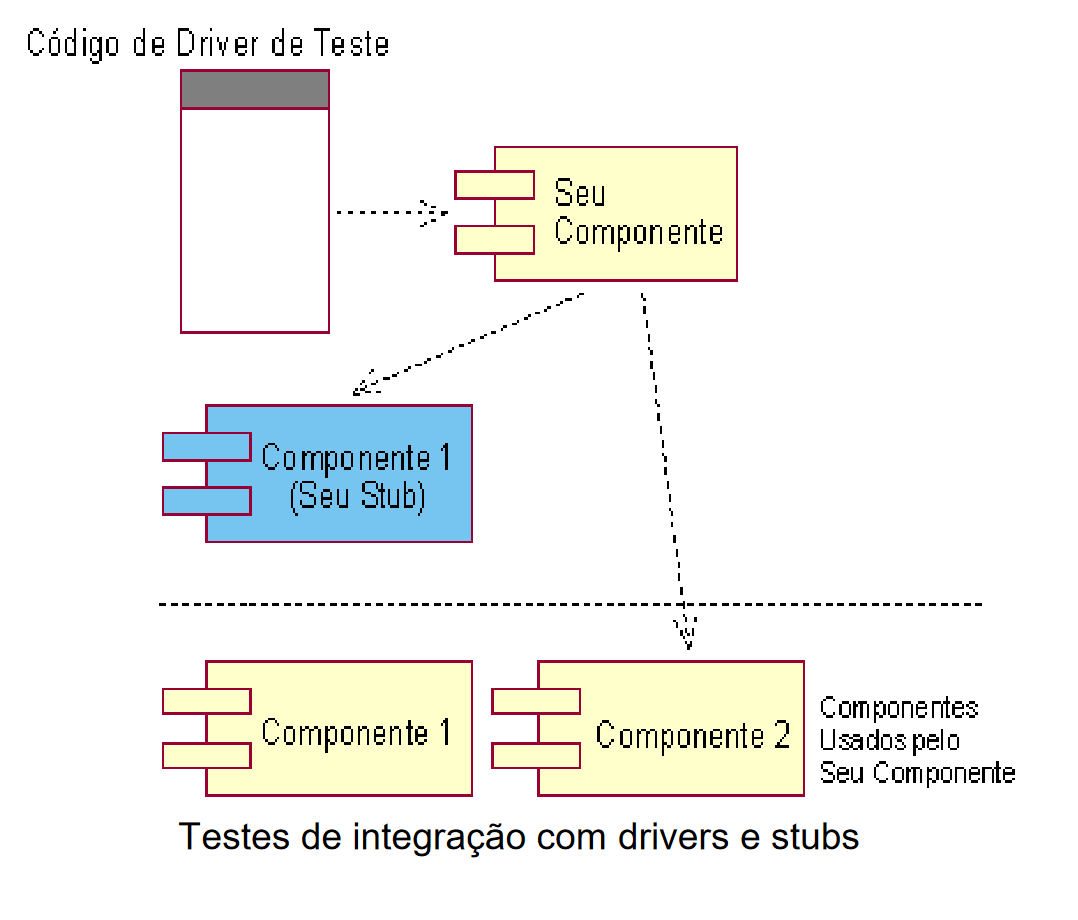 Código de Driver de Teste
Seu
Componente
Componente 1
(Seu Stub)
Componente 1
Componente 2
Componentes
Usados pelo
Seu Componente
Testes de integração com drivers e stubs